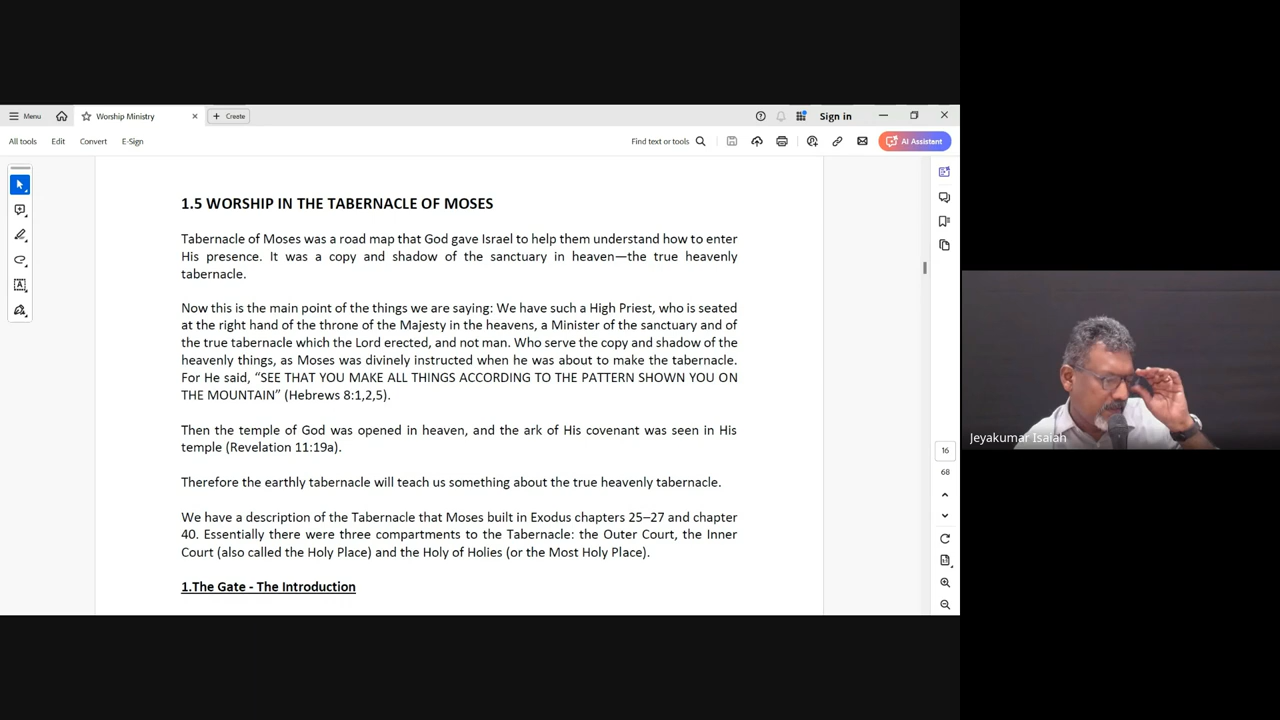 Menu
Worship Ministry
Create
Sign in
All tools
Edit
Convert
E-Sign
Find text or tools
AI Assistant
1.5 WORSHIP IN THE TABERNACLE OF MOSES
Tabernacle of Moses was a road map that God gave Israel to help them understand how to enter
His presence. It was a copy and shadow of the sanctuary in heaven—the true heavenly
tabernacle.
Now this is the main point of the things we are saying: We have such a High Priest, who is seated
at the right hand of the throne of the Majesty in the heavens, a Minister of the sanctuary and of
the true tabernacle which the Lord erected, and not man. Who serve the copy and shadow of the
heavenly things, as Moses was divinely instructed when he was about to make the tabernacle.
For He said, “SEE THAT YOU MAKE ALL THINGS ACCORDING TO THE PATTERN SHOWN YOU ON
THE MOUNTAIN” (Hebrews 8:1,2,5).
Then the temple of God was opened in heaven, and the ark of His covenant was seen in His
temple (Revelation 11:19a).
Therefore the earthly tabernacle will teach us something about the true heavenly tabernacle.
We have a description of the Tabernacle that Moses built in Exodus chapters 25–27 and chapter
40. Essentially there were three compartments to the Tabernacle: the Outer Court, the Inner
Court (also called the Holy Place) and the Holy of Holies (or the Most Holy Place).
1.The Gate - The Introduction
16
68
Jeyakumar Isaiah